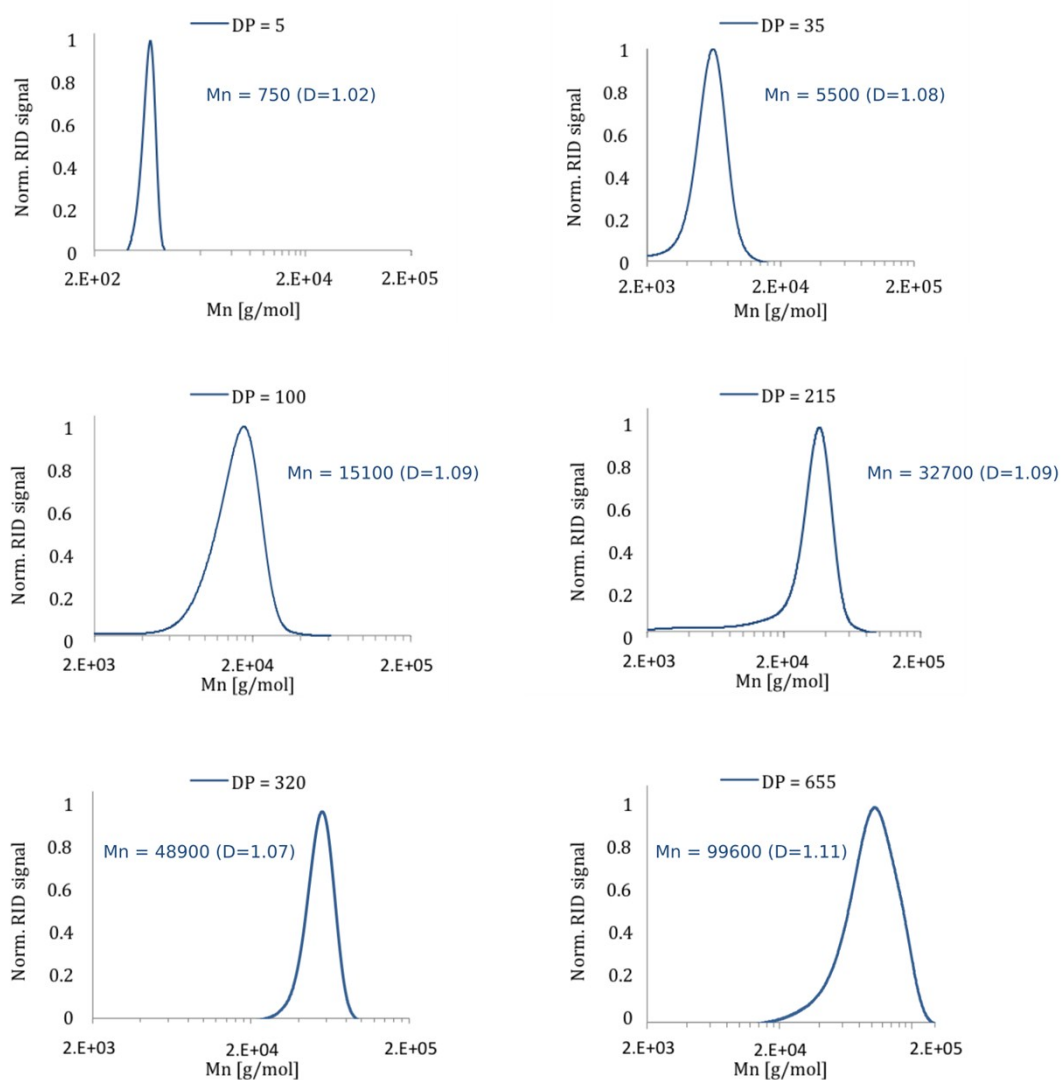 DP = 5
1
0.8
0.6
0.4
0.2
0
Norm. RID signal
Mn = 750 (D=1.02)
2.E+02
2.E+04
2.E+05
Mn [g/mol]
DP = 35
1
0.8
0.6
0.4
0.2
0
Norm. RID signal
Mn = 5500 (D=1.08)
2.E+03
2.E+04
2.E+05
Mn [g/mol]
DP = 100
1
0.8
0.6
0.4
0.2
0
Norm. RID signal
Mn = 15100 (D=1.09)
2.E+03
2.E+04
2.E+05
Mn [g/mol]
DP = 215
1
0.8
0.6
0.4
0.2
0
Norm. RID signal
Mn = 32700 (D=1.09)
2.E+03
2.E+04
2.E+05
Mn [g/mol]
DP = 320
1
0.8
0.6
0.4
0.2
0
Norm. RID signal
Mn = 48900 (D=1.07)
2.E+03
2.E+04
2.E+05
Mn [g/mol]
DP = 655
1
0.8
0.6
0.4
0.2
0
Norm. RID signal
Mn = 99600 (D=1.11)
2.E+03
2.E+04
2.E+05
Mn [g/mol]